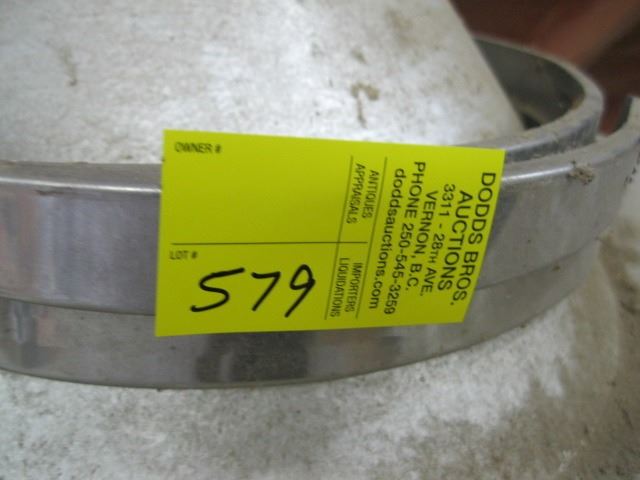 OWNER #
LOT #
579
ANTIQUES
APPRAISALS
IMPORTERS
LIQUIDATIONS
DODDS BROS.
AUCTIONS
3311 - 28TH AVE.
VERNON, B.C.
PHONE 250-545-3259
doddsauctions.com